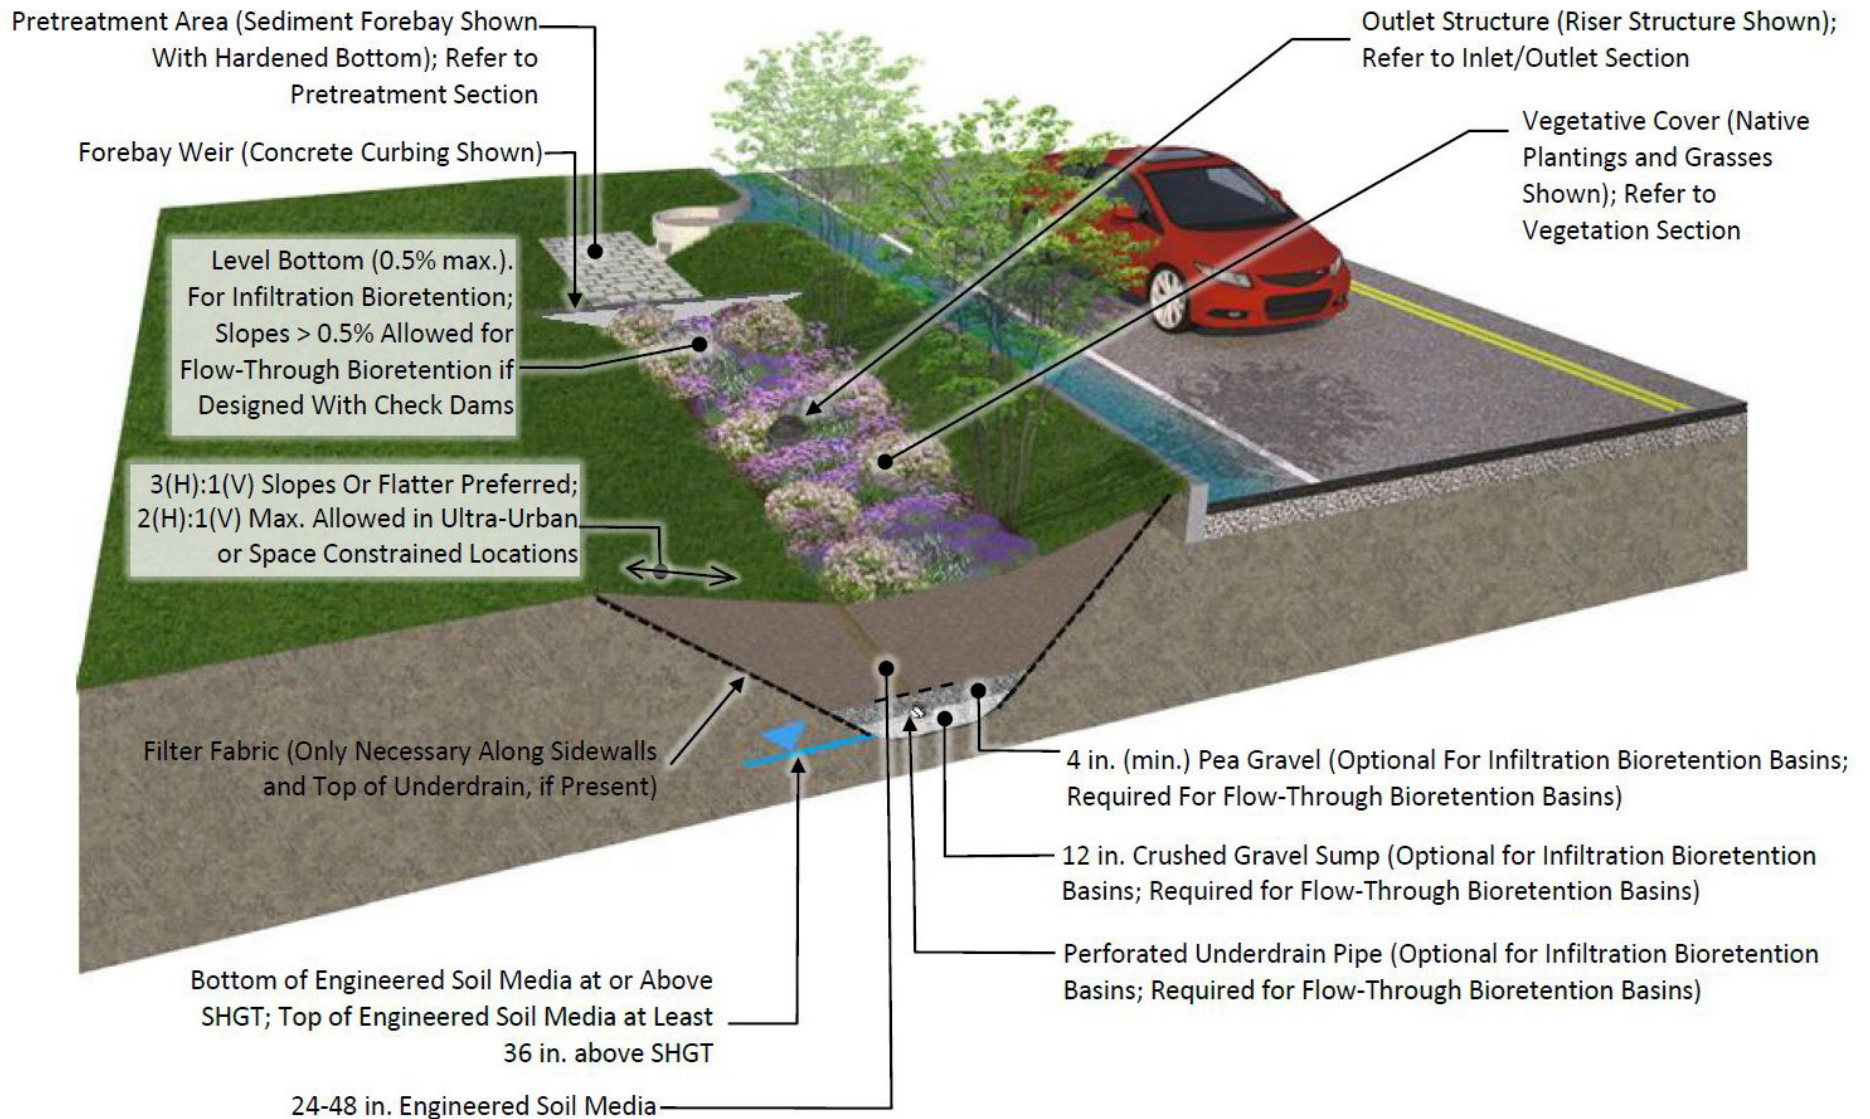 Pretreatment Area (Sediment Forebay Shown
With Hardened Bottom); Refer to
Pretreatment Section
Forebay Weir (Concrete Curbing Shown)
Level Bottom (0.5% max.).
For Infiltration Bioretention;
Slopes > 0.5% Allowed for
Flow-Through Bioretention if
Designed With Check Dams
3(H):1(V) Slopes Or Flatter Preferred;
2(H):1(V) Max. Allowed in Ultra-Urban
or Space Constrained Locations
Filter Fabric (Only Necessary Along Sidewalls
and Top of Underdrain, if Present)
Bottom of Engineered Soil Media at or Above
SHGT; Top of Engineered Soil Media at Least
36 in. above SHGT
24-48 in. Engineered Soil Media
Outlet Structure (Riser Structure Shown);
Refer to Inlet/Outlet Section
Vegetative Cover (Native
Plantings and Grasses
Shown); Refer to
Vegetation Section
4 in. (min.) Pea Gravel (Optional For Infiltration Bioretention Basins;
Required For Flow-Through Bioretention Basins)
12 in. Crushed Gravel Sump (Optional for Infiltration Bioretention
Basins; Required for Flow-Through Bioretention Basins)
Perforated Underdrain Pipe (Optional for Infiltration Bioretention
Basins; Required for Flow-Through Bioretention Basins)